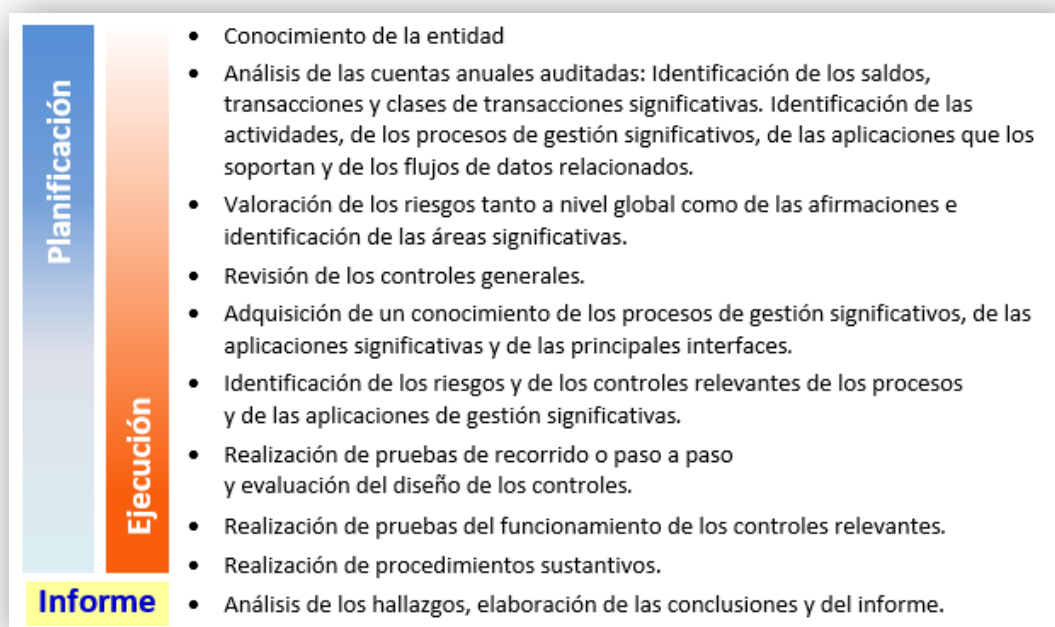 Planificación
Ejecución
Informe
• Conocimiento de la entidad
• Análisis de las cuentas anuales auditadas: Identificación de los saldos,
transacciones y clases de transacciones significativas. Identificación de las
actividades, de los procesos de gestión significativos, de las aplicaciones que los
soportan y de los flujos de datos relacionados.
• Valoración de los riesgos tanto a nivel global como de las afirmaciones e
identificación de las áreas significativas.
• Revisión de los controles generales.
• Adquisición de un conocimiento de los procesos de gestión significativos, de las
aplicaciones significativas y de las principales interfaces.
• Identificación de los riesgos y de los controles relevantes de los procesos
y de las aplicaciones de gestión significativas.
• Realización de pruebas de recorrido o paso a paso
y evaluación del diseño de los controles.
• Realización de pruebas del funcionamiento de los controles relevantes.
• Realización de procedimientos sustantivos.
• Análisis de los hallazgos, elaboración de las conclusiones y del informe.